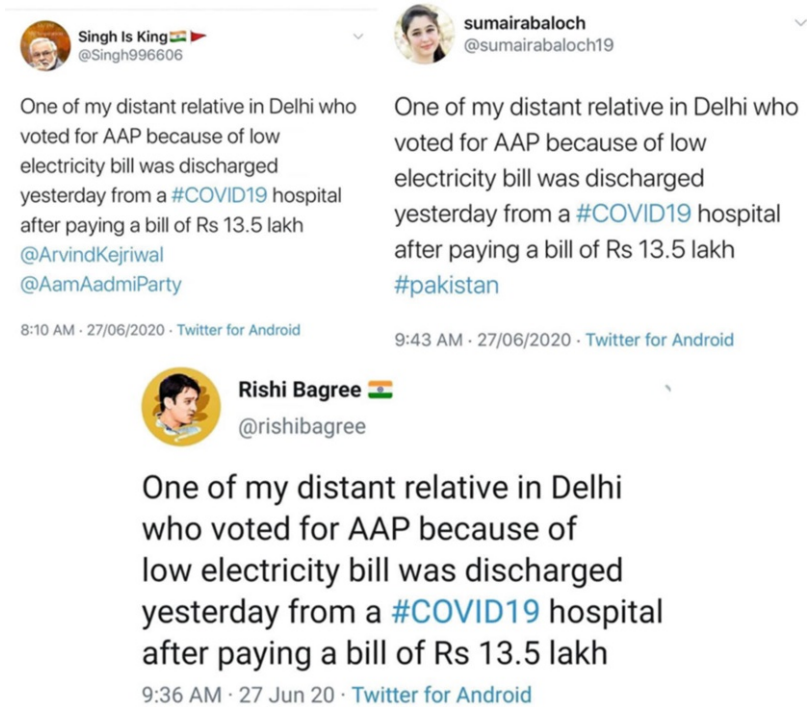 Singh Is King
@Singh996606
One of my distant relative in Delhi who
voted for AAP because of low
electricity bill was discharged
yesterday from a #COVID19 hospital
after paying a bill of Rs 13.5 lakh
@ArvindKejriwal
@AamAadmiParty
8:10 AM · 27/06/2020 · Twitter for Android
sumairabaloch
@sumairabaloch19
One of my distant relative in Delhi who
voted for AAP because of low
electricity bill was discharged
yesterday from a #COVID19 hospital
after paying a bill of Rs 13.5 lakh
#pakistan
9:43 AM · 27/06/2020 · Twitter for Android
Rishi Bagree
@rishibagree
One of my distant relative in Delhi
who voted for AAP because of
low electricity bill was discharged
yesterday from a #COVID19 hospital
after paying a bill of Rs 13.5 lakh
9:36 AM · 27 Jun 20 · Twitter for Android